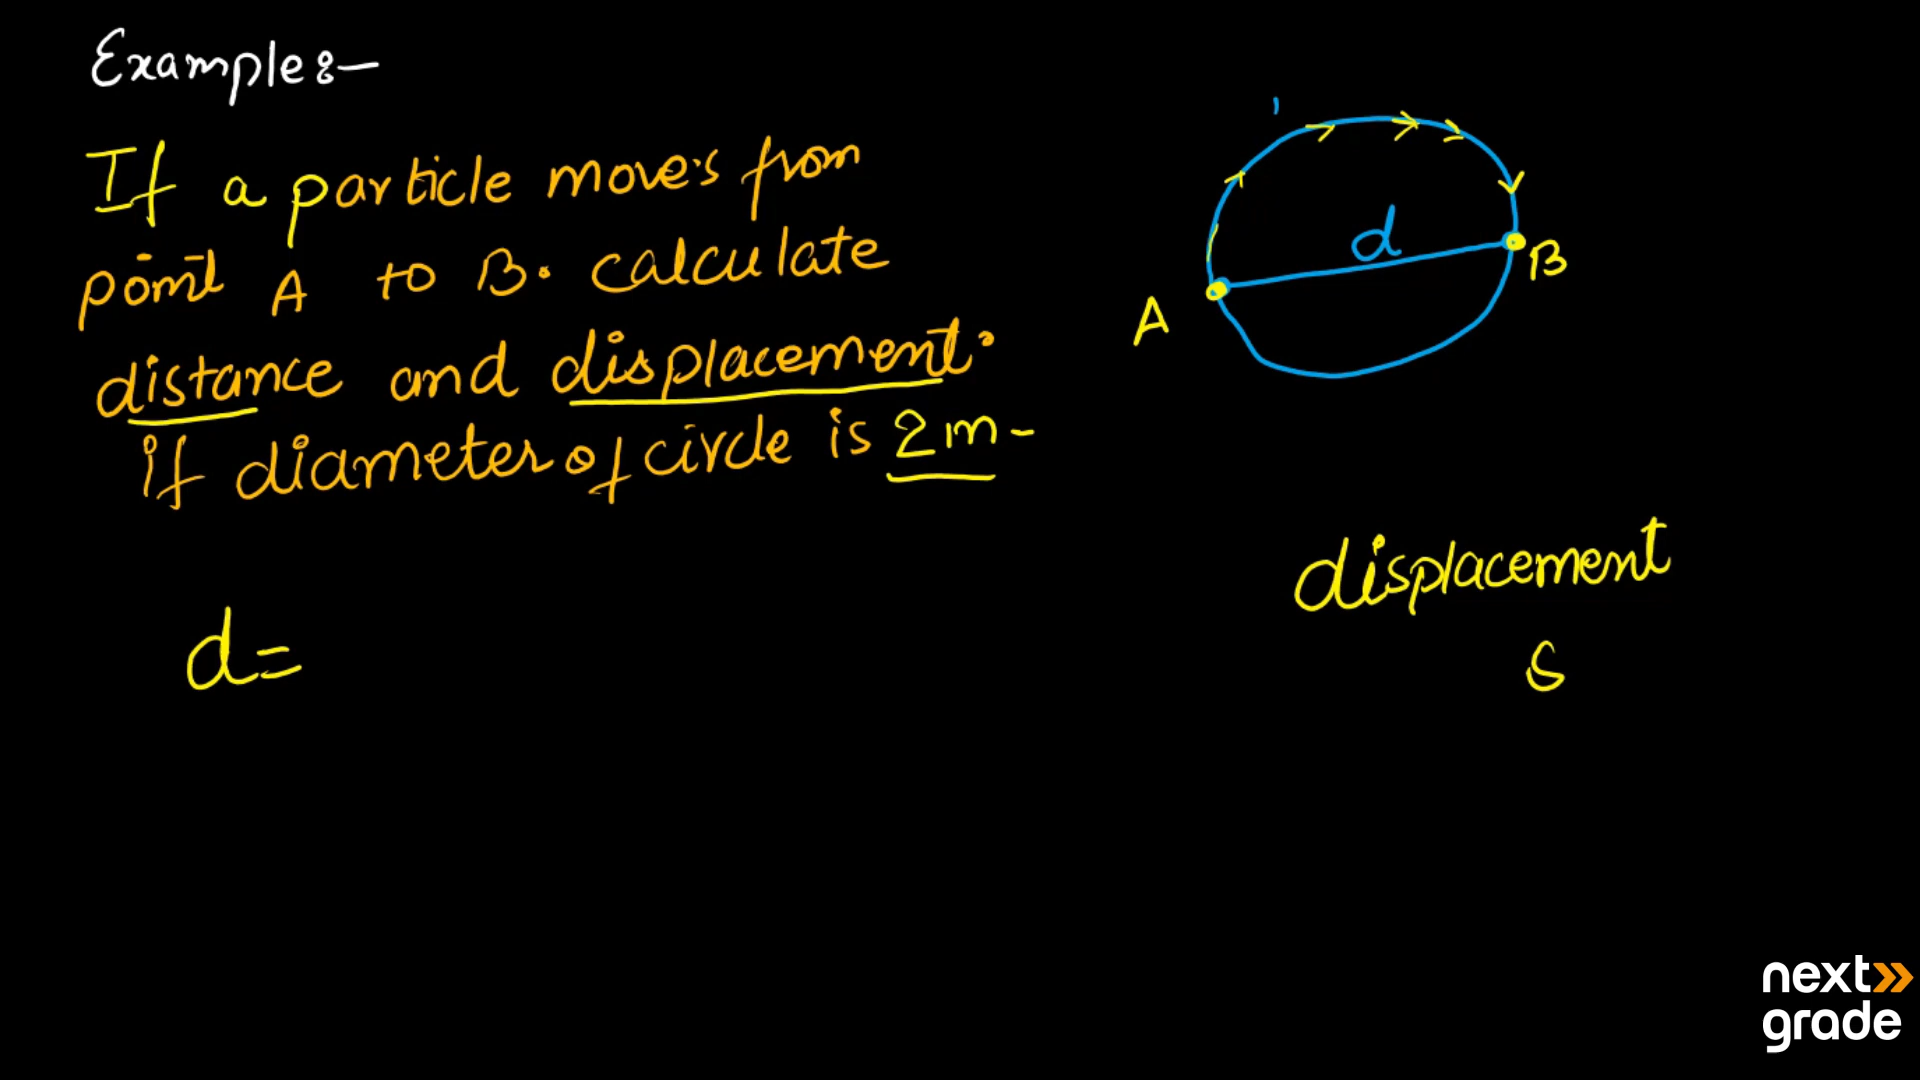 Example:-
If a particle moves from
point A to B. calculate
distance and displacement.
if diameter of circle is 2m-
d
B
A
displacement
s
d=
next
grade